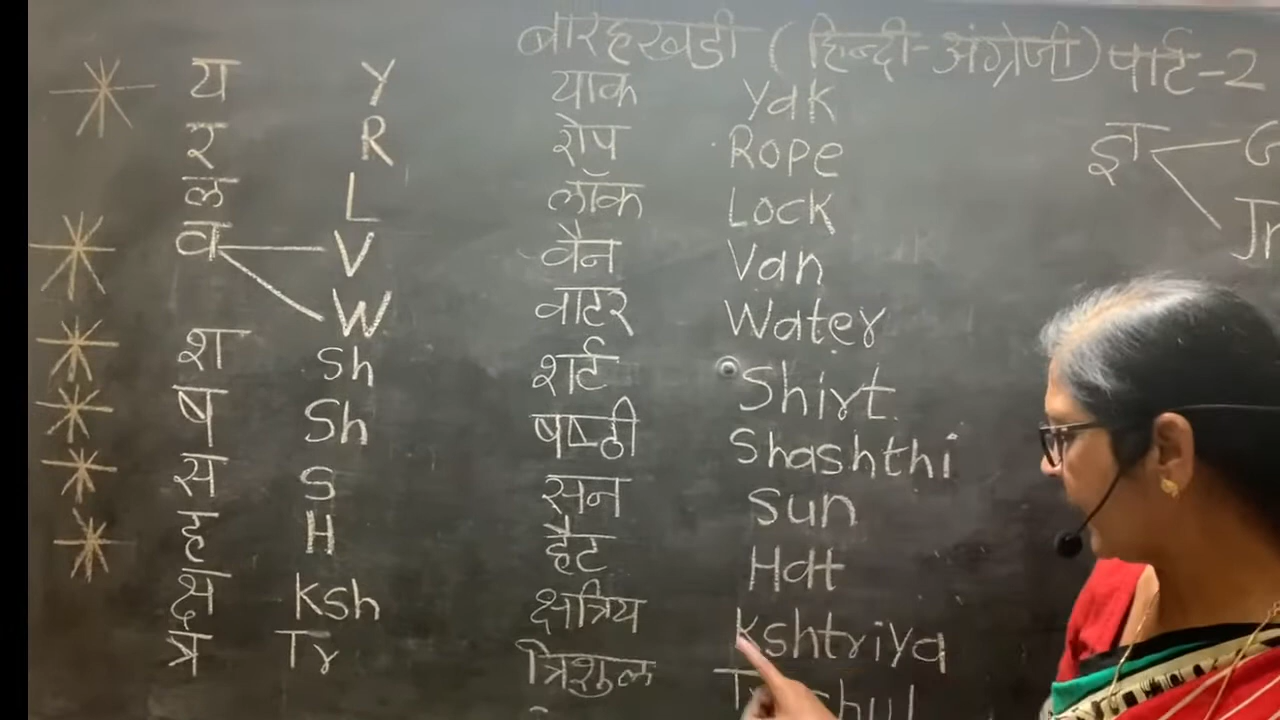 बारहखडी (हिन्दी-अंग्रेजी) पार्ट-2
य Y याक Yak
र R रोप Rope
ल L लॉक Lock
व V वैन Van
W वाटर Water
श Sh शर्ट Shirt
ष Sh षष्ठी Shashthi
स S सन Sun
ह H हैट Hat
क्ष Ksh क्षत्रिय Kshtriya
त्र Tr त्रिशुल
ज्ञ